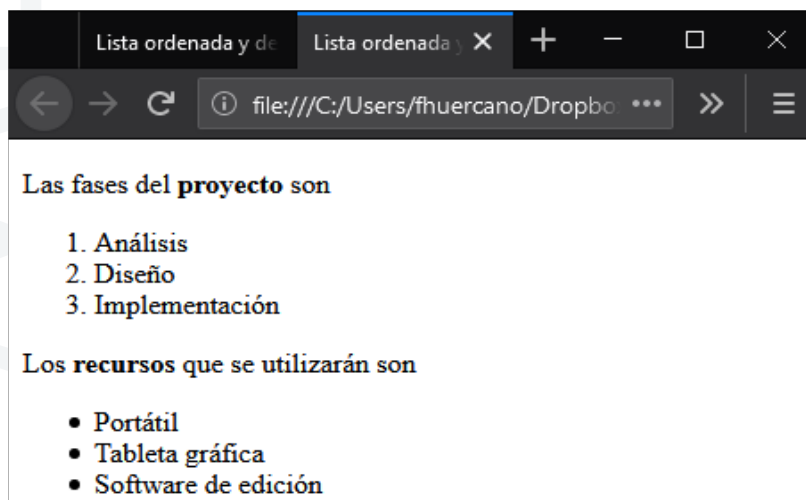 Lista ordenada y de
Lista ordenada y
file:///C:/Users/fhuercano/Dropbo
Las fases del proyecto son
1. Análisis
2. Diseño
3. Implementación
Los recursos que se utilizarán son
• Portátil
• Tableta gráfica
• Software de edición